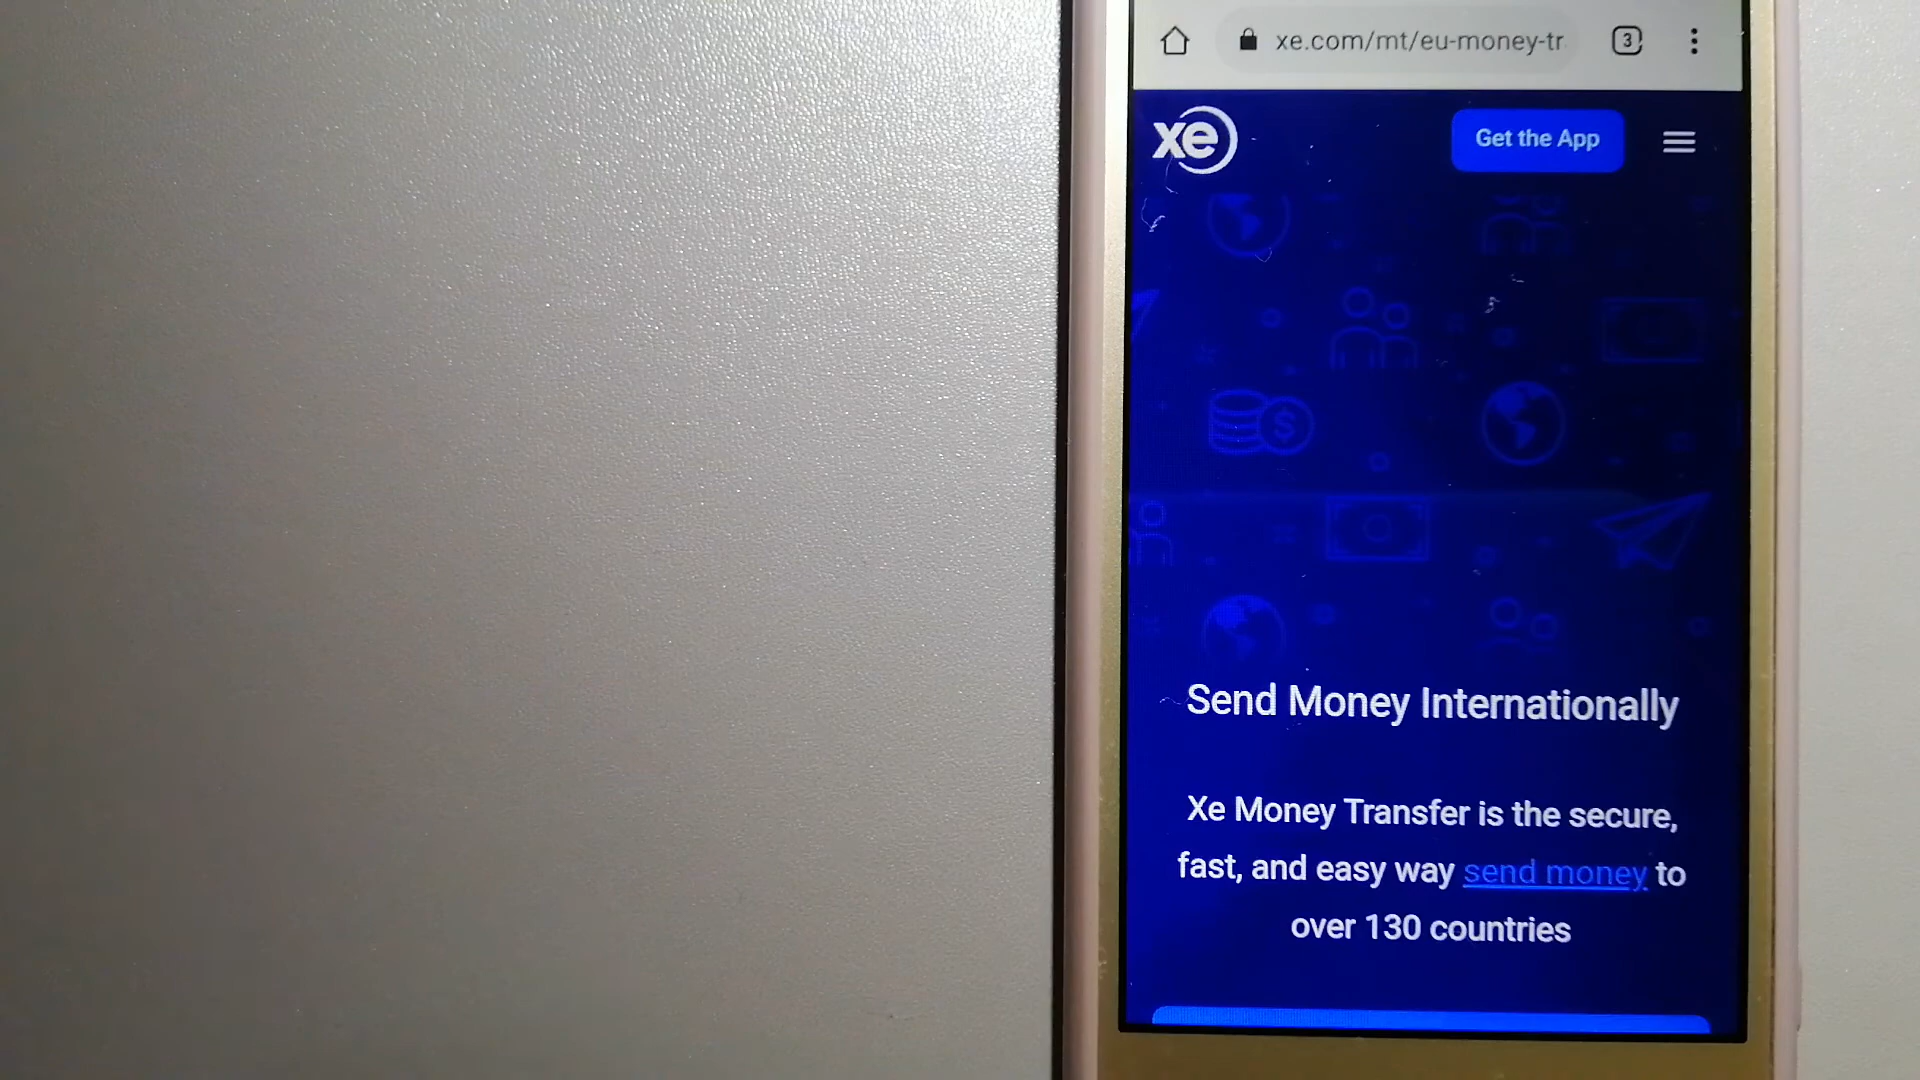 xe.com/mt/eu-money-tr
3
xe
Get the App
Send Money Internationally
Xe Money Transfer is the secure,
fast, and easy way send money to
over 130 countries